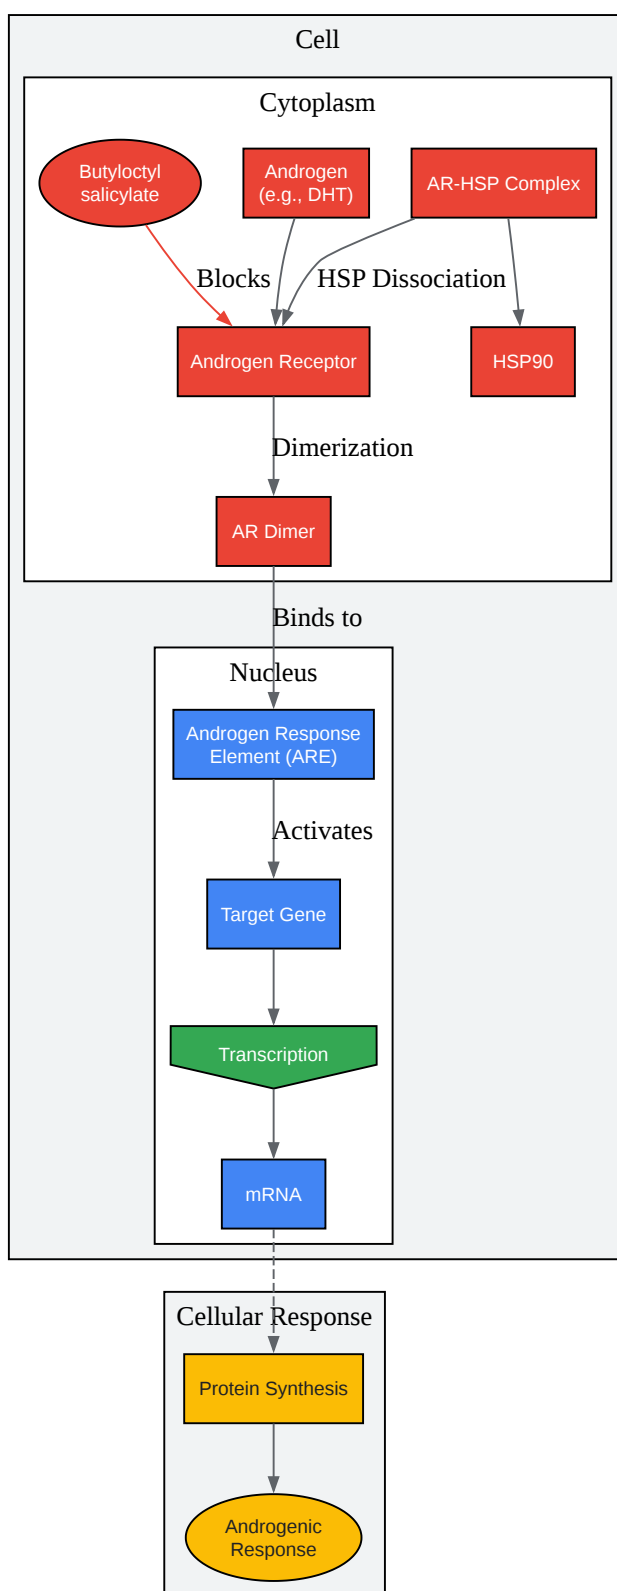 Cell
Cytoplasm
Butyloctyl
salicylate
Androgen
(e.g., DHT)
AR-HSP Complex
Blocks
HSP Dissociation
Androgen Receptor
HSP90
Dimerization
AR Dimer
Binds to
Nucleus
Androgen Response
Element (ARE)
Activates
Target Gene
Transcription
mRNA
Cellular Response
Protein Synthesis
Androgenic
Response